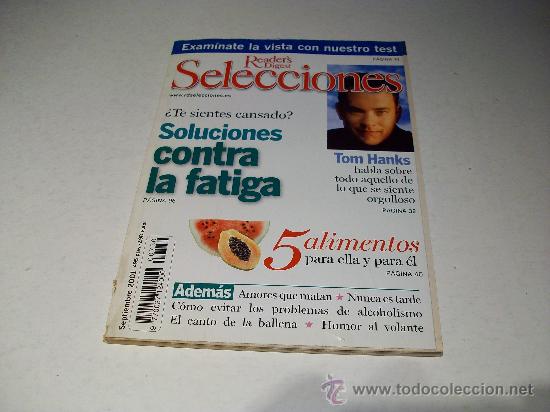 Examínate la vista con nuestro test
Reader's
Digest
Selecciones
www.rdselecciones.es
¿Te sientes cansado?
Soluciones
contra
la fatiga
Tom Hanks
habla sobre
todo aquello de
lo que se siente
orgulloso
PÁGINA 32
5 alimentos
para ella y para él
Además Amores que matan ★ Nunca es tarde
Cómo evitar los problemas de alcoholismo
El canto de la ballena ★ Humor al volante
Septiembre 2001
www.todocoleccion.net